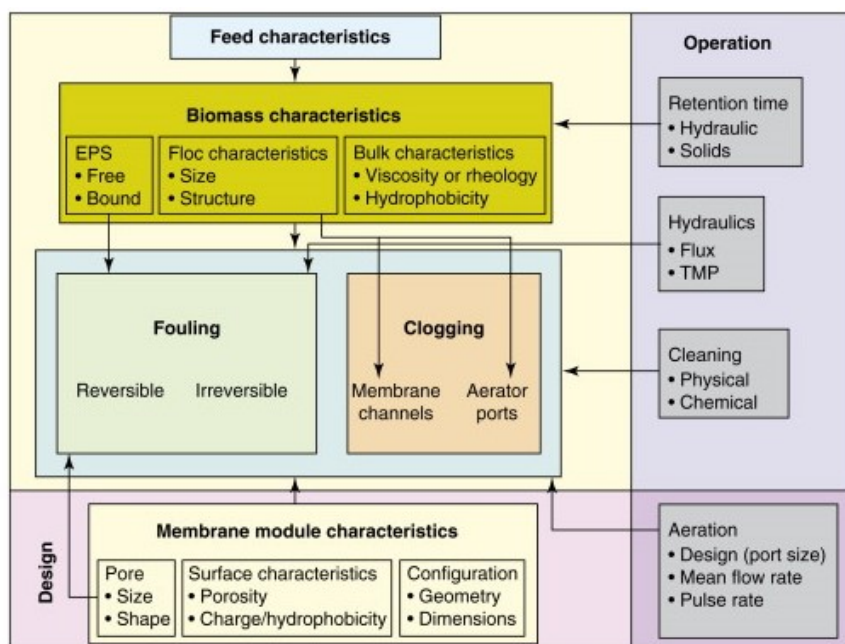 Feed characteristics
Operation
Biomass characteristics
EPS
• Free
• Bound
Floc characteristics
• Size
• Structure
Bulk characteristics
• Viscosity or rheology
• Hydrophobicity
Retention time
• Hydraulic
• Solids
Hydraulics
• Flux
• TMP
Fouling
Reversible
Irreversible
Clogging
Membrane
channels
Aerator
ports
Cleaning
• Physical
• Chemical
Design
Membrane module characteristics
Pore
• Size
• Shape
Surface characteristics
• Porosity
• Charge/hydrophobicity
Configuration
• Geometry
• Dimensions
Aeration
• Design (port size)
• Mean flow rate
• Pulse rate